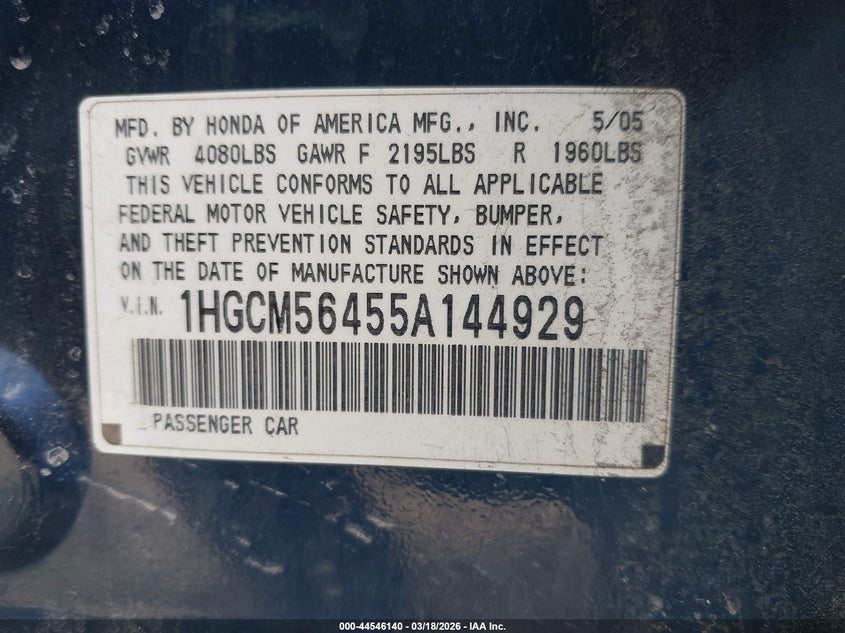 MFD. BY HONDA OF AMERICA MFG., INC. 5/05
GVWR 4080LBS GAWR F 2195LBS R 1960LBS
THIS VEHICLE CONFORMS TO ALL APPLICABLE
FEDERAL MOTOR VEHICLE SAFETY, BUMPER,
AND THEFT PREVENTION STANDARDS IN EFFECT
ON THE DATE OF MANUFACTURE SHOWN ABOVE:
V.I.N. 1HGCM56455A144929
PASSENGER CAR
000-44546140 - 03/18/2026 - IAA Inc.